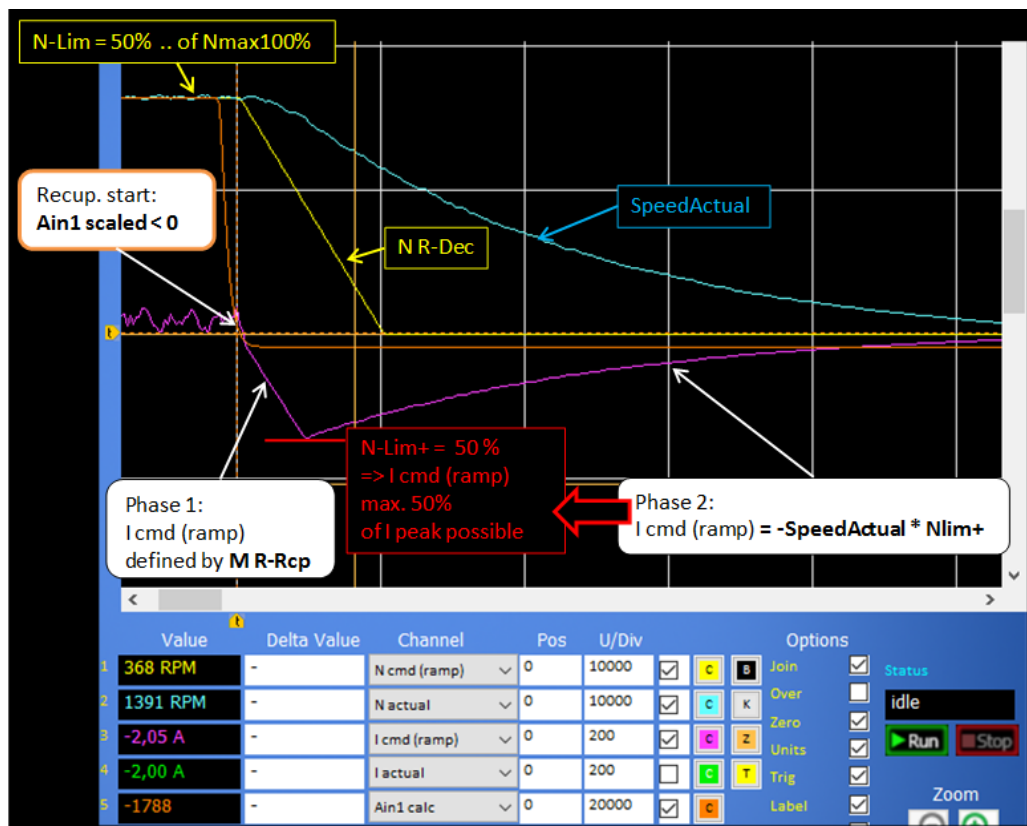 N-Lim = 50% .. of Nmax100%
Recup. start:
Ain1 scaled < 0
SpeedActual
N R-Dec
t
N-Lim+ = 50 %
=> I cmd (ramp)
max. 50%
of I peak possible
Phase 1:
I cmd (ramp)
defined by M R-Rcp
Phase 2:
I cmd (ramp) = -SpeedActual * Nlim+
t
Value Delta Value Channel Pos U/Div Options
1 368 RPM - N cmd (ramp) 0 10000 C B Join Status
2 1391 RPM - N actual 0 10000 C K Over idle
3 -2,05 A - I cmd (ramp) 0 200 C Z Zero Run Stop
Units
4 -2,00 A - I actual 0 200 C T Trig
5 -1788 - Ain1 calc 0 20000 C Label Zoom